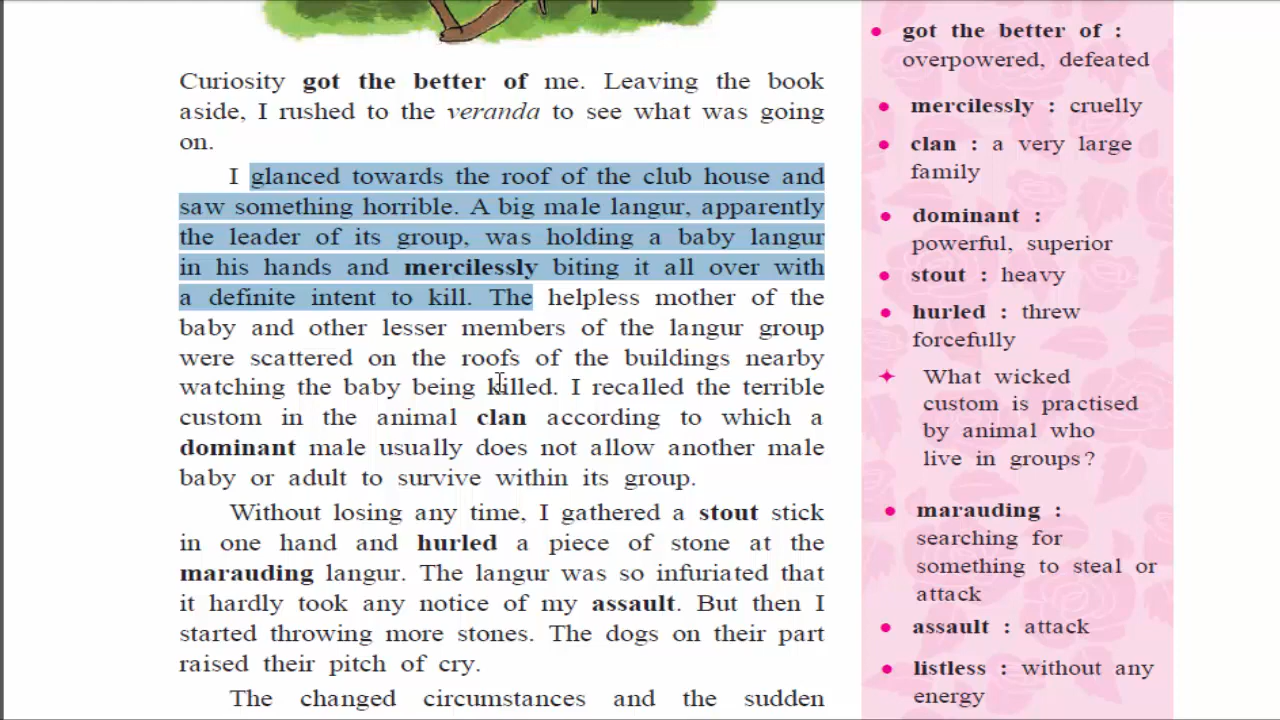 Curiosity got the better of me. Leaving the book
aside, I rushed to the veranda to see what was going
on.
I glanced towards the roof of the club house and
saw something horrible. A big male langur, apparently
the leader of its group, was holding a baby langur
in his hands and mercilessly biting it all over with
a definite intent to kill. The helpless mother of the
baby and other lesser members of the langur group
were scattered on the roofs of the buildings nearby
watching the baby being killed. I recalled the terrible
custom in the animal clan according to which a
dominant male usually does not allow another male
baby or adult to survive within its group.
Without losing any time, I gathered a stout stick
in one hand and hurled a piece of stone at the
marauding langur. The langur was so infuriated that
it hardly took any notice of my assault. But then I
started throwing more stones. The dogs on their part
raised their pitch of cry.
The changed circumstances and the sudden
• got the better of :
overpowered, defeated
• mercilessly : cruelly
• clan : a very large
family
• dominant :
powerful, superior
• stout : heavy
• hurled : threw
forcefully
✦ What wicked
custom is practised
by animal who
live in groups?
• marauding :
searching for
something to steal or
attack
• assault : attack
• listless : without any
energy